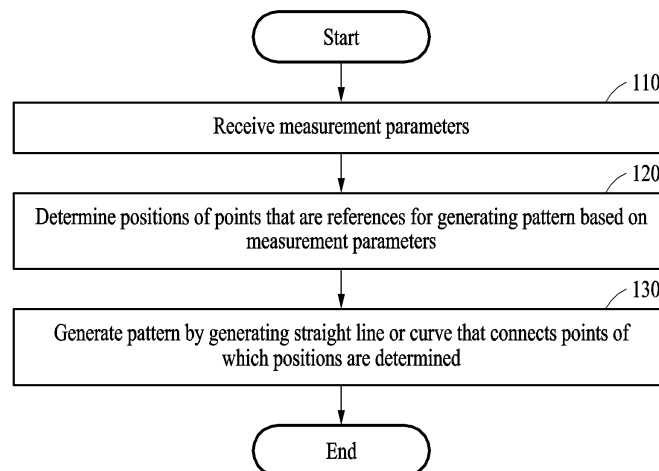 Start
110
Receive measurement parameters
120
Determine positions of points that are references for generating pattern based on
measurement parameters
130
Generate pattern by generating straight line or curve that connects points of
which positions are determined
End